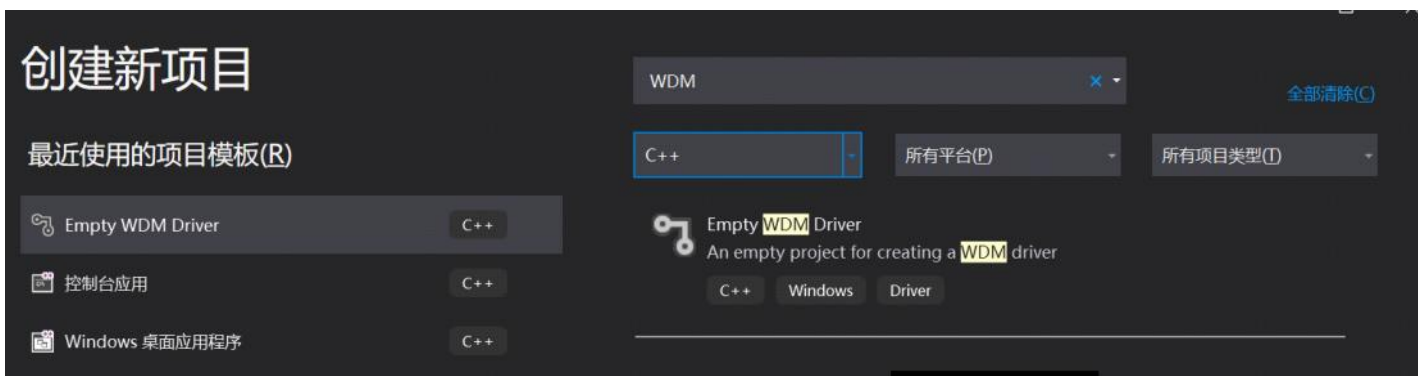 创建新项目
最近使用的项目模板(R)
Empty WDM Driver C++
控制台应用 C++
Windows 桌面应用程序 C++
WDM
全部清除(C)
C++ 所有平台(P) 所有项目类型(T)
Empty WDM Driver
An empty project for creating a WDM driver
C++ Windows Driver